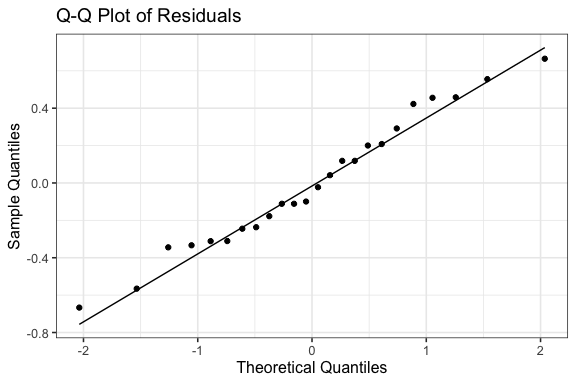 Q-Q Plot of Residuals
Sample Quantiles
0.4
0.0
-0.4
-0.8
-2 -1 0 1 2
Theoretical Quantiles